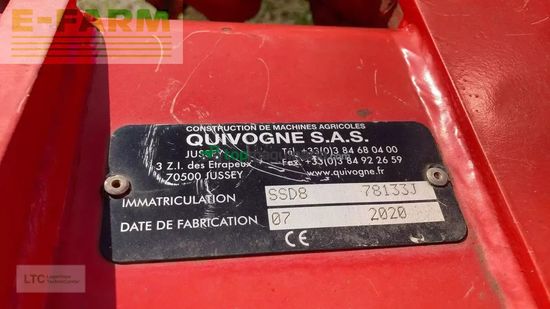 E-FARM
CONSTRUCTION DE MACHINES AGRICOLES
QUIVOGNE S.A.S.
JUSSEY Tél. +33(0)3 84 68 04 00
3 Z.I. des Etrapeux Fax. +33(0)3 84 92 26 59
70500 JUSSEY www.quivogne.fr
IMMATRICULATION SSD8 78133J
DATE DE FABRICATION 07 2020
CE
LTC Lagerhaus TechnikCenter